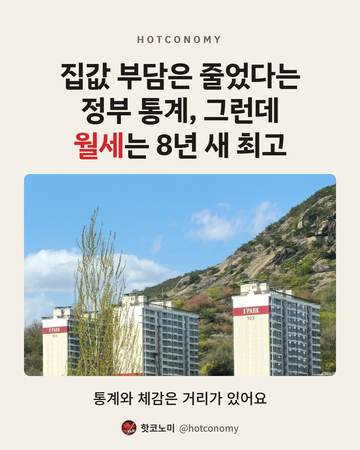 HOTCONOMY
집값 부담은 줄었다는
정부 통계, 그런데
월세는 8년 새 최고
I'PARK
103
통계와 체감은 거리가 있어요
핫코노미 @hotconomy